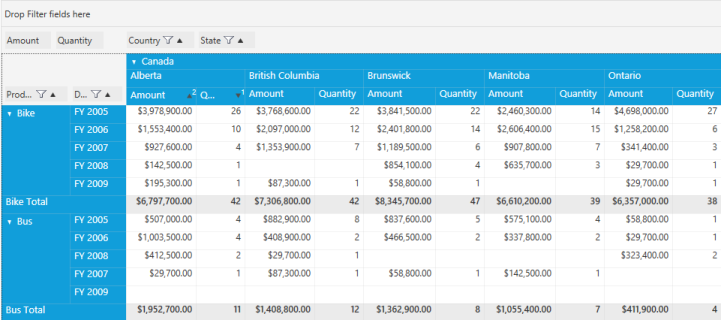 Drop Filter fields here
Amount Quantity Country State
Canada
Alberta British Columbia Brunswick Manitoba Ontario
Prod... D... Amount 2 Q... 1 Amount Quantity Amount Quantity Amount Quantity Amount Quantity
Bike FY 2005 $3,978,900.00 26 $3,768,600.00 22 $3,841,500.00 22 $2,460,300.00 14 $4,698,000.00 27
FY 2006 $1,553,400.00 10 $2,097,000.00 12 $2,401,800.00 14 $2,606,400.00 15 $1,258,200.00 6
FY 2007 $927,600.00 4 $1,353,900.00 7 $1,189,500.00 6 $907,800.00 7 $341,400.00 3
FY 2008 $142,500.00 1 $854,100.00 4 $635,700.00 3 $29,700.00 1
FY 2009 $195,300.00 1 $87,300.00 1 $58,800.00 1 $29,700.00 1
Bike Total $6,797,700.00 42 $7,306,800.00 42 $8,345,700.00 47 $6,610,200.00 39 $6,357,000.00 38
Bus FY 2005 $507,000.00 4 $882,900.00 8 $837,600.00 5 $575,100.00 4 $58,800.00 1
FY 2006 $1,003,500.00 4 $408,900.00 2 $466,500.00 2 $337,800.00 2 $29,700.00 1
FY 2008 $412,500.00 2 $29,700.00 1 $323,400.00 2
FY 2007 $29,700.00 1 $87,300.00 1 $58,800.00 1 $142,500.00 1
FY 2009
Bus Total $1,952,700.00 11 $1,408,800.00 12 $1,362,900.00 8 $1,055,400.00 7 $411,900.00 4